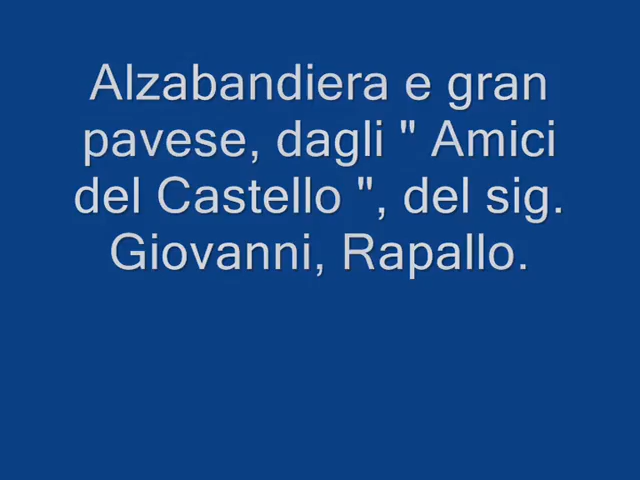 Alzabandiera e gran
pavese, dagli " Amici
del Castello ", del sig.
Giovanni, Rapallo.